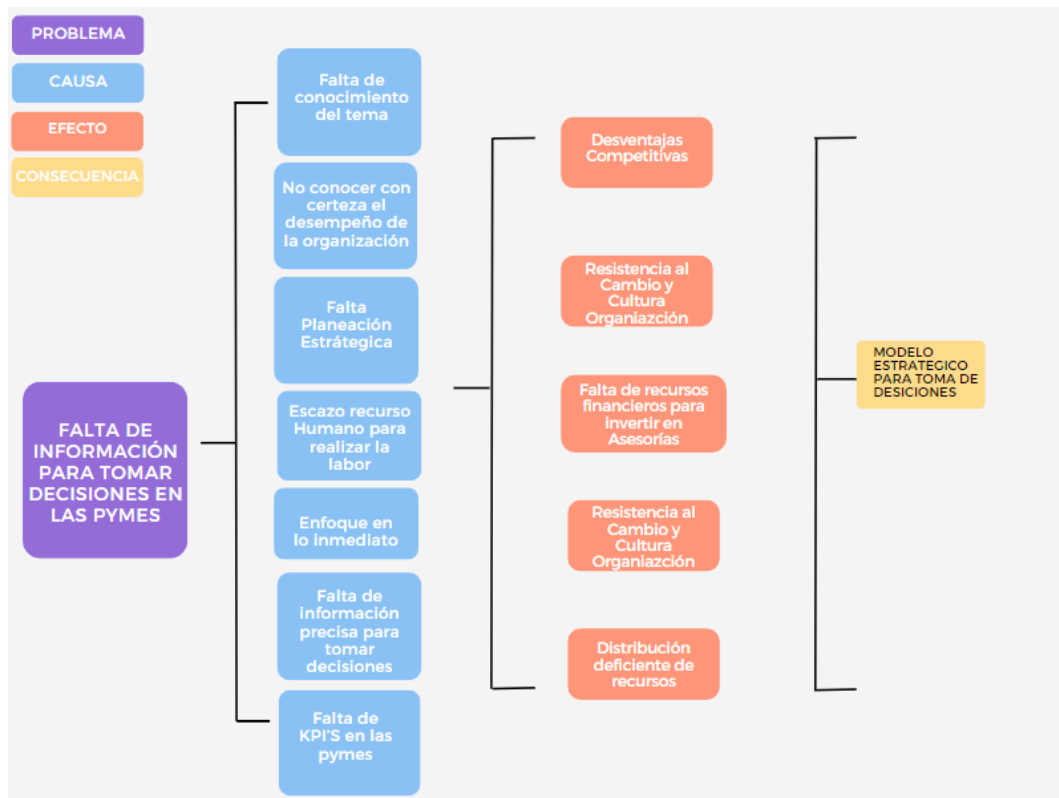 PROBLEMA
CAUSA
EFECTO
CONSECUENCIA
FALTA DE
INFORMACIÓN
PARA TOMAR
DECISIONES EN
LAS PYMES
Falta de
conocimiento
del tema
No conocer con
certeza el
desempeño de
la organización
Falta
Planeación
Estrátegica
Escazo recurso
Humano para
realizar la
labor
Enfoque en
lo inmediato
Falta de
información
precisa para
tomar
decisiones
Falta de
KPI'S en las
pymes
Desventajas
Competitivas
Resistencia al
Cambio y
Cultura
Organiazción
Falta de recursos
financieros para
invertir en
Asesorías
Resistencia al
Cambio y
Cultura
Organiazción
Distribución
deficiente de
recursos
MODELO
ESTRATEGICO
PARA TOMA DE
DESICIONES